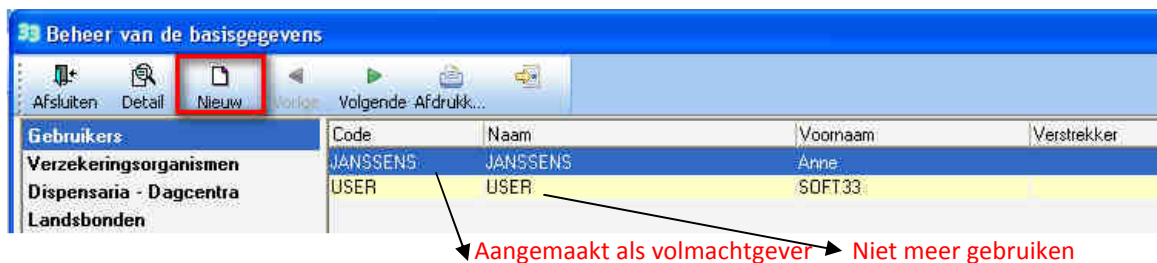 33 Beheer van de basisgegevens
Afsluiten Detail Nieuw Vorige Volgende Afdrukk...
Gebruikers Code Naam Voornaam Verstrekker
Verzekeringsorganismen JANSSENS JANSSENS Anne
Dispensaria - Dagcentra USER USER SOFT33
Landsbonden
Aangemaakt als volmachtgever Niet meer gebruiken